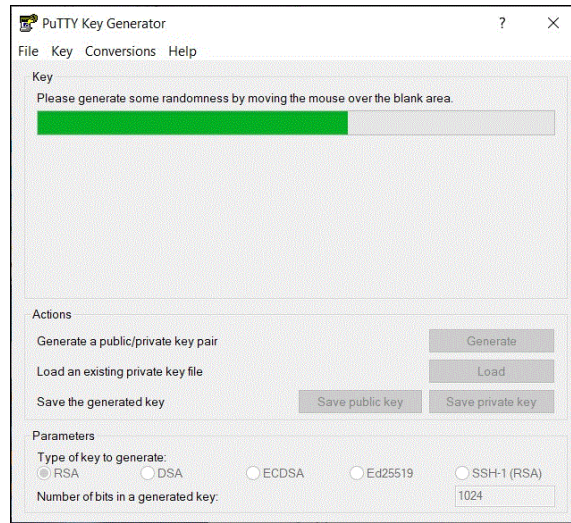 PuTTY Key Generator ? ×
File Key Conversions Help
Key
Please generate some randomness by moving the mouse over the blank area.
Actions
Generate a public/private key pair Generate
Load an existing private key file Load
Save the generated key Save public key Save private key
Parameters
Type of key to generate:
RSA DSA ECDSA Ed25519 SSH-1 (RSA)
Number of bits in a generated key: 1024